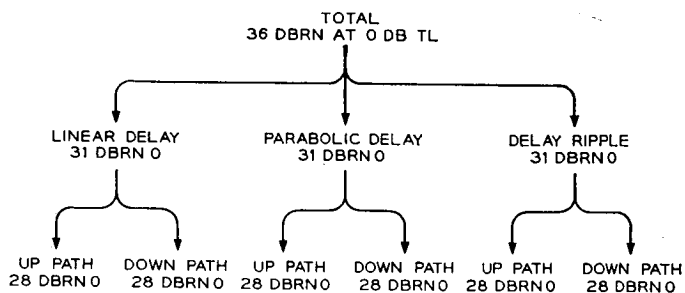 TOTAL
36 DBRN AT 0 DB TL
LINEAR DELAY
31 DBRN 0
PARABOLIC DELAY
31 DBRN 0
DELAY RIPPLE
31 DBRN 0
UP PATH
28 DBRN 0
DOWN PATH
28 DBRN 0
UP PATH
28 DBRN 0
DOWN PATH
28 DBRN 0
UP PATH
28 DBRN 0
DOWN PATH
28 DBRN 0